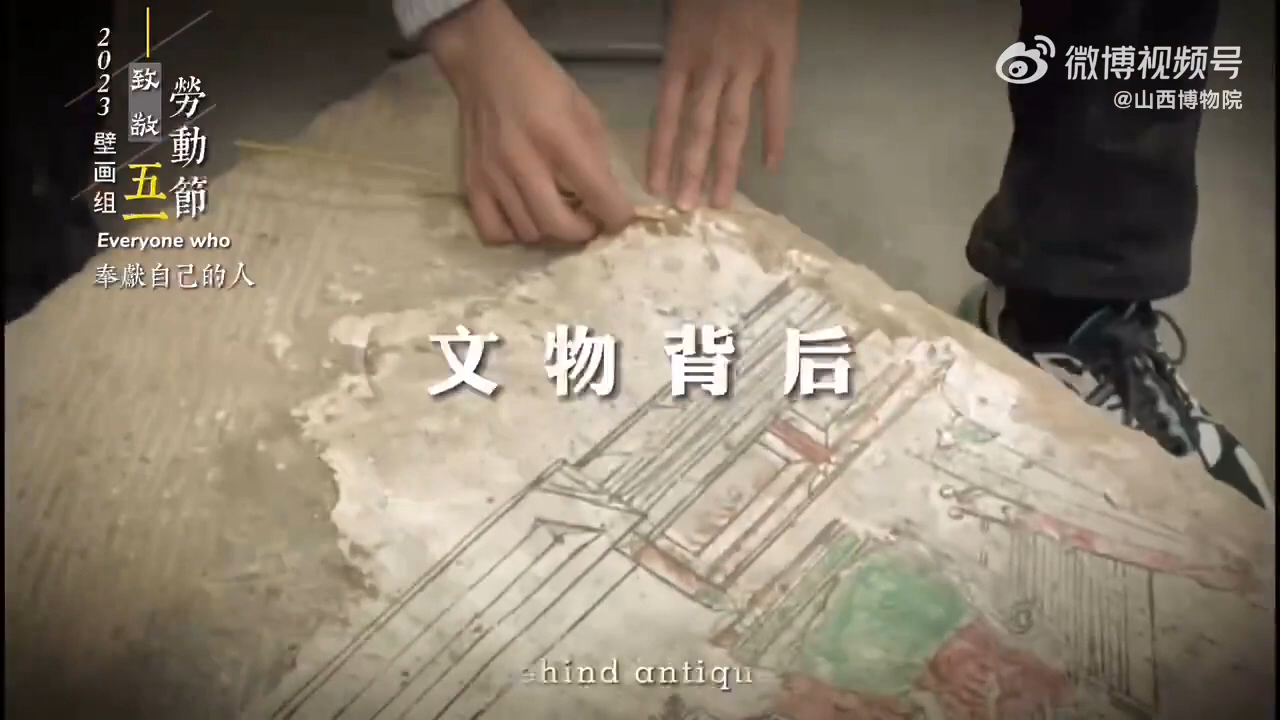 2023 壁画组
致敬
五一
勞動節
Everyone who
奉獻自己的人
微博视频号
@山西博物院
文物背后
hind antiqu